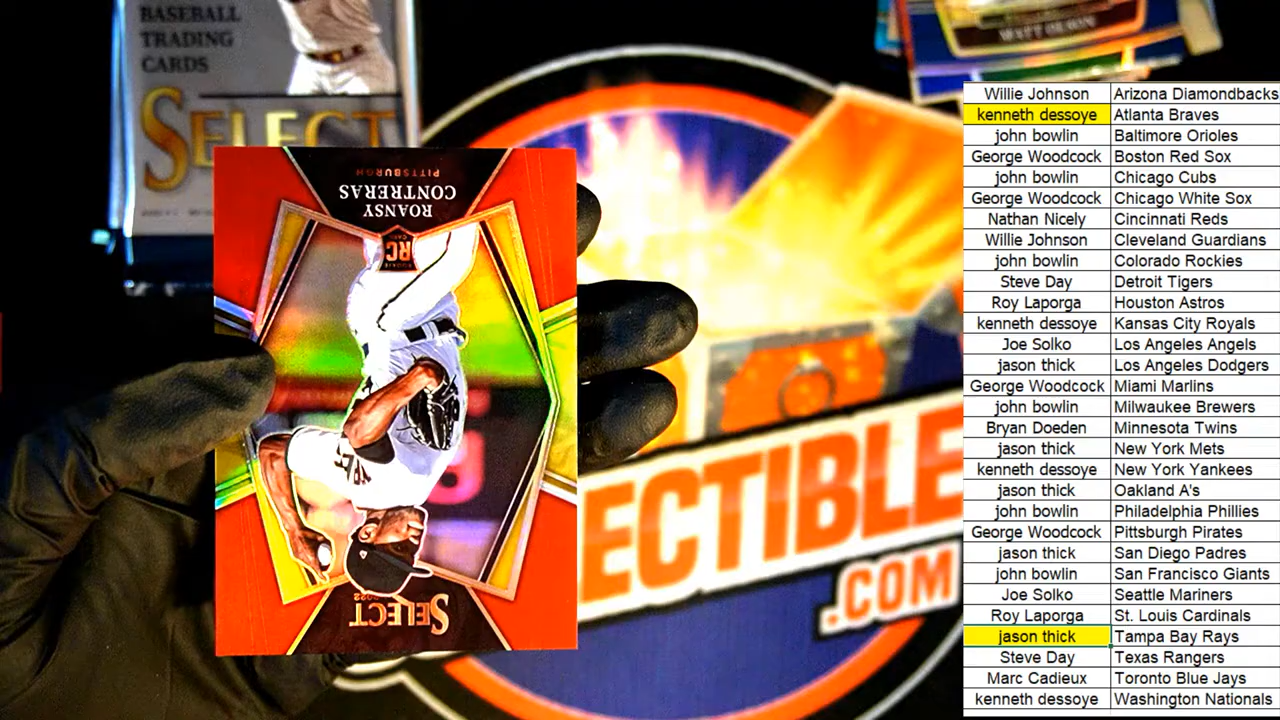 BASEBALL
TRADING
CARDS
SELECT
MATT OLSON
PITTSBURGH
ROANSY
CONTRERAS
RC
ROOKIE
CARD
SELECT
2022
ECTIBLE
.COM
Willie Johnson Arizona Diamondbacks
kenneth dessoye Atlanta Braves
john bowlin Baltimore Orioles
George Woodcock Boston Red Sox
john bowlin Chicago Cubs
George Woodcock Chicago White Sox
Nathan Nicely Cincinnati Reds
Willie Johnson Cleveland Guardians
john bowlin Colorado Rockies
Steve Day Detroit Tigers
Roy Laporga Houston Astros
kenneth dessoye Kansas City Royals
Joe Solko Los Angeles Angels
jason thick Los Angeles Dodgers
George Woodcock Miami Marlins
john bowlin Milwaukee Brewers
Bryan Doeden Minnesota Twins
jason thick New York Mets
kenneth dessoye New York Yankees
jason thick Oakland A's
john bowlin Philadelphia Phillies
George Woodcock Pittsburgh Pirates
jason thick San Diego Padres
john bowlin San Francisco Giants
Joe Solko Seattle Mariners
Roy Laporga St. Louis Cardinals
jason thick Tampa Bay Rays
Steve Day Texas Rangers
Marc Cadieux Toronto Blue Jays
kenneth dessoye Washington Nationals